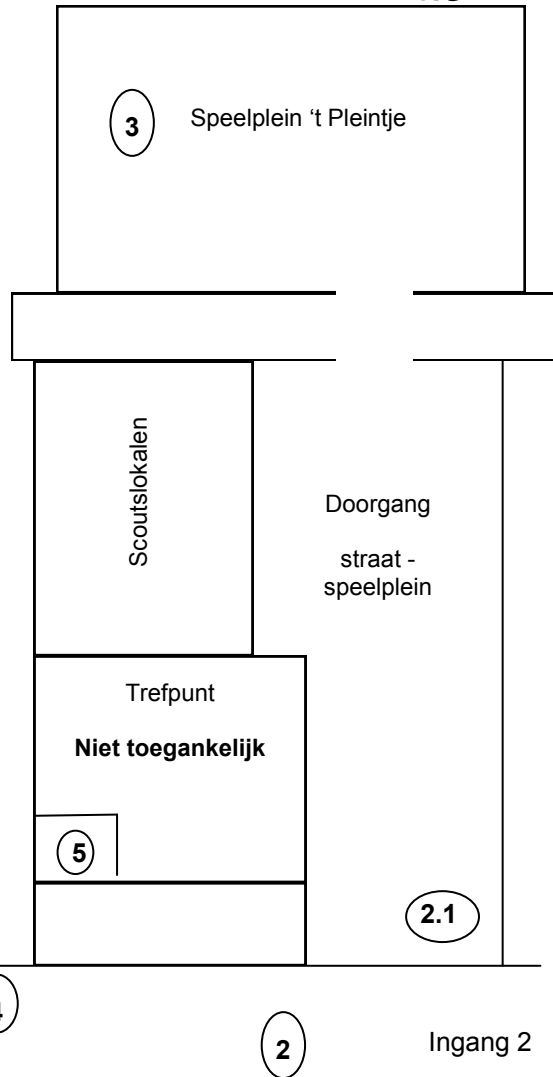 3 Speelplein ‘t Pleintje
Scoutslokalen
Doorgang
straat -
speelplein
Trefpunt
Niet toegankelijk
5
2.1
2
Ingang 2